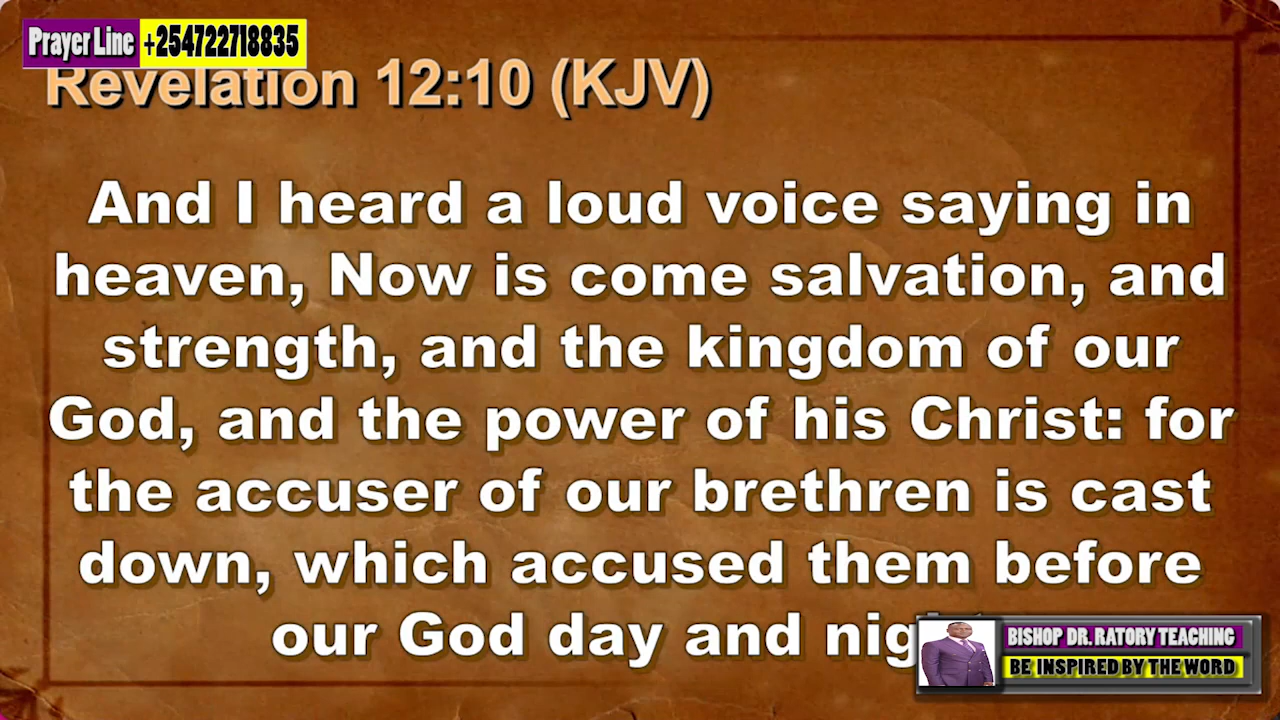 Prayer Line +254722718835
Revelation 12:10 (KJV)
And I heard a loud voice saying in
heaven, Now is come salvation, and
strength, and the kingdom of our
God, and the power of his Christ: for
the accuser of our brethren is cast
down, which accused them before
our God day and
BISHOP DR. RATORY TEACHING
BE INSPIRED BY THE WORD